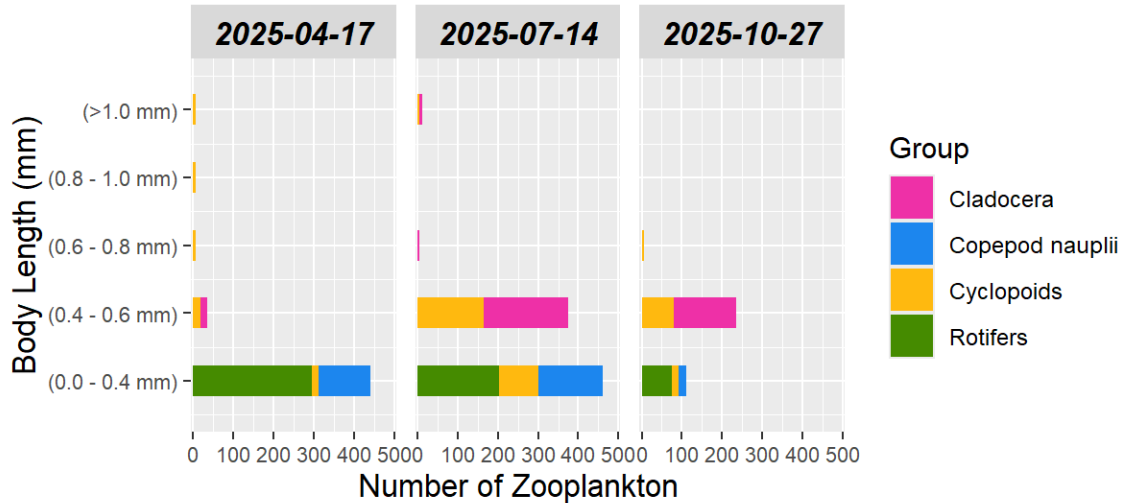 2025-04-17 2025-07-14 2025-10-27
Body Length (mm)
(>1.0 mm)
(0.8 - 1.0 mm)
(0.6 - 0.8 mm)
(0.4 - 0.6 mm)
(0.0 - 0.4 mm)
0 100 200 300 400 500 0 100 200 300 400 500 0 100 200 300 400 500
Number of Zooplankton
Group
Cladocera
Copepod nauplii
Cyclopoids
Rotifers